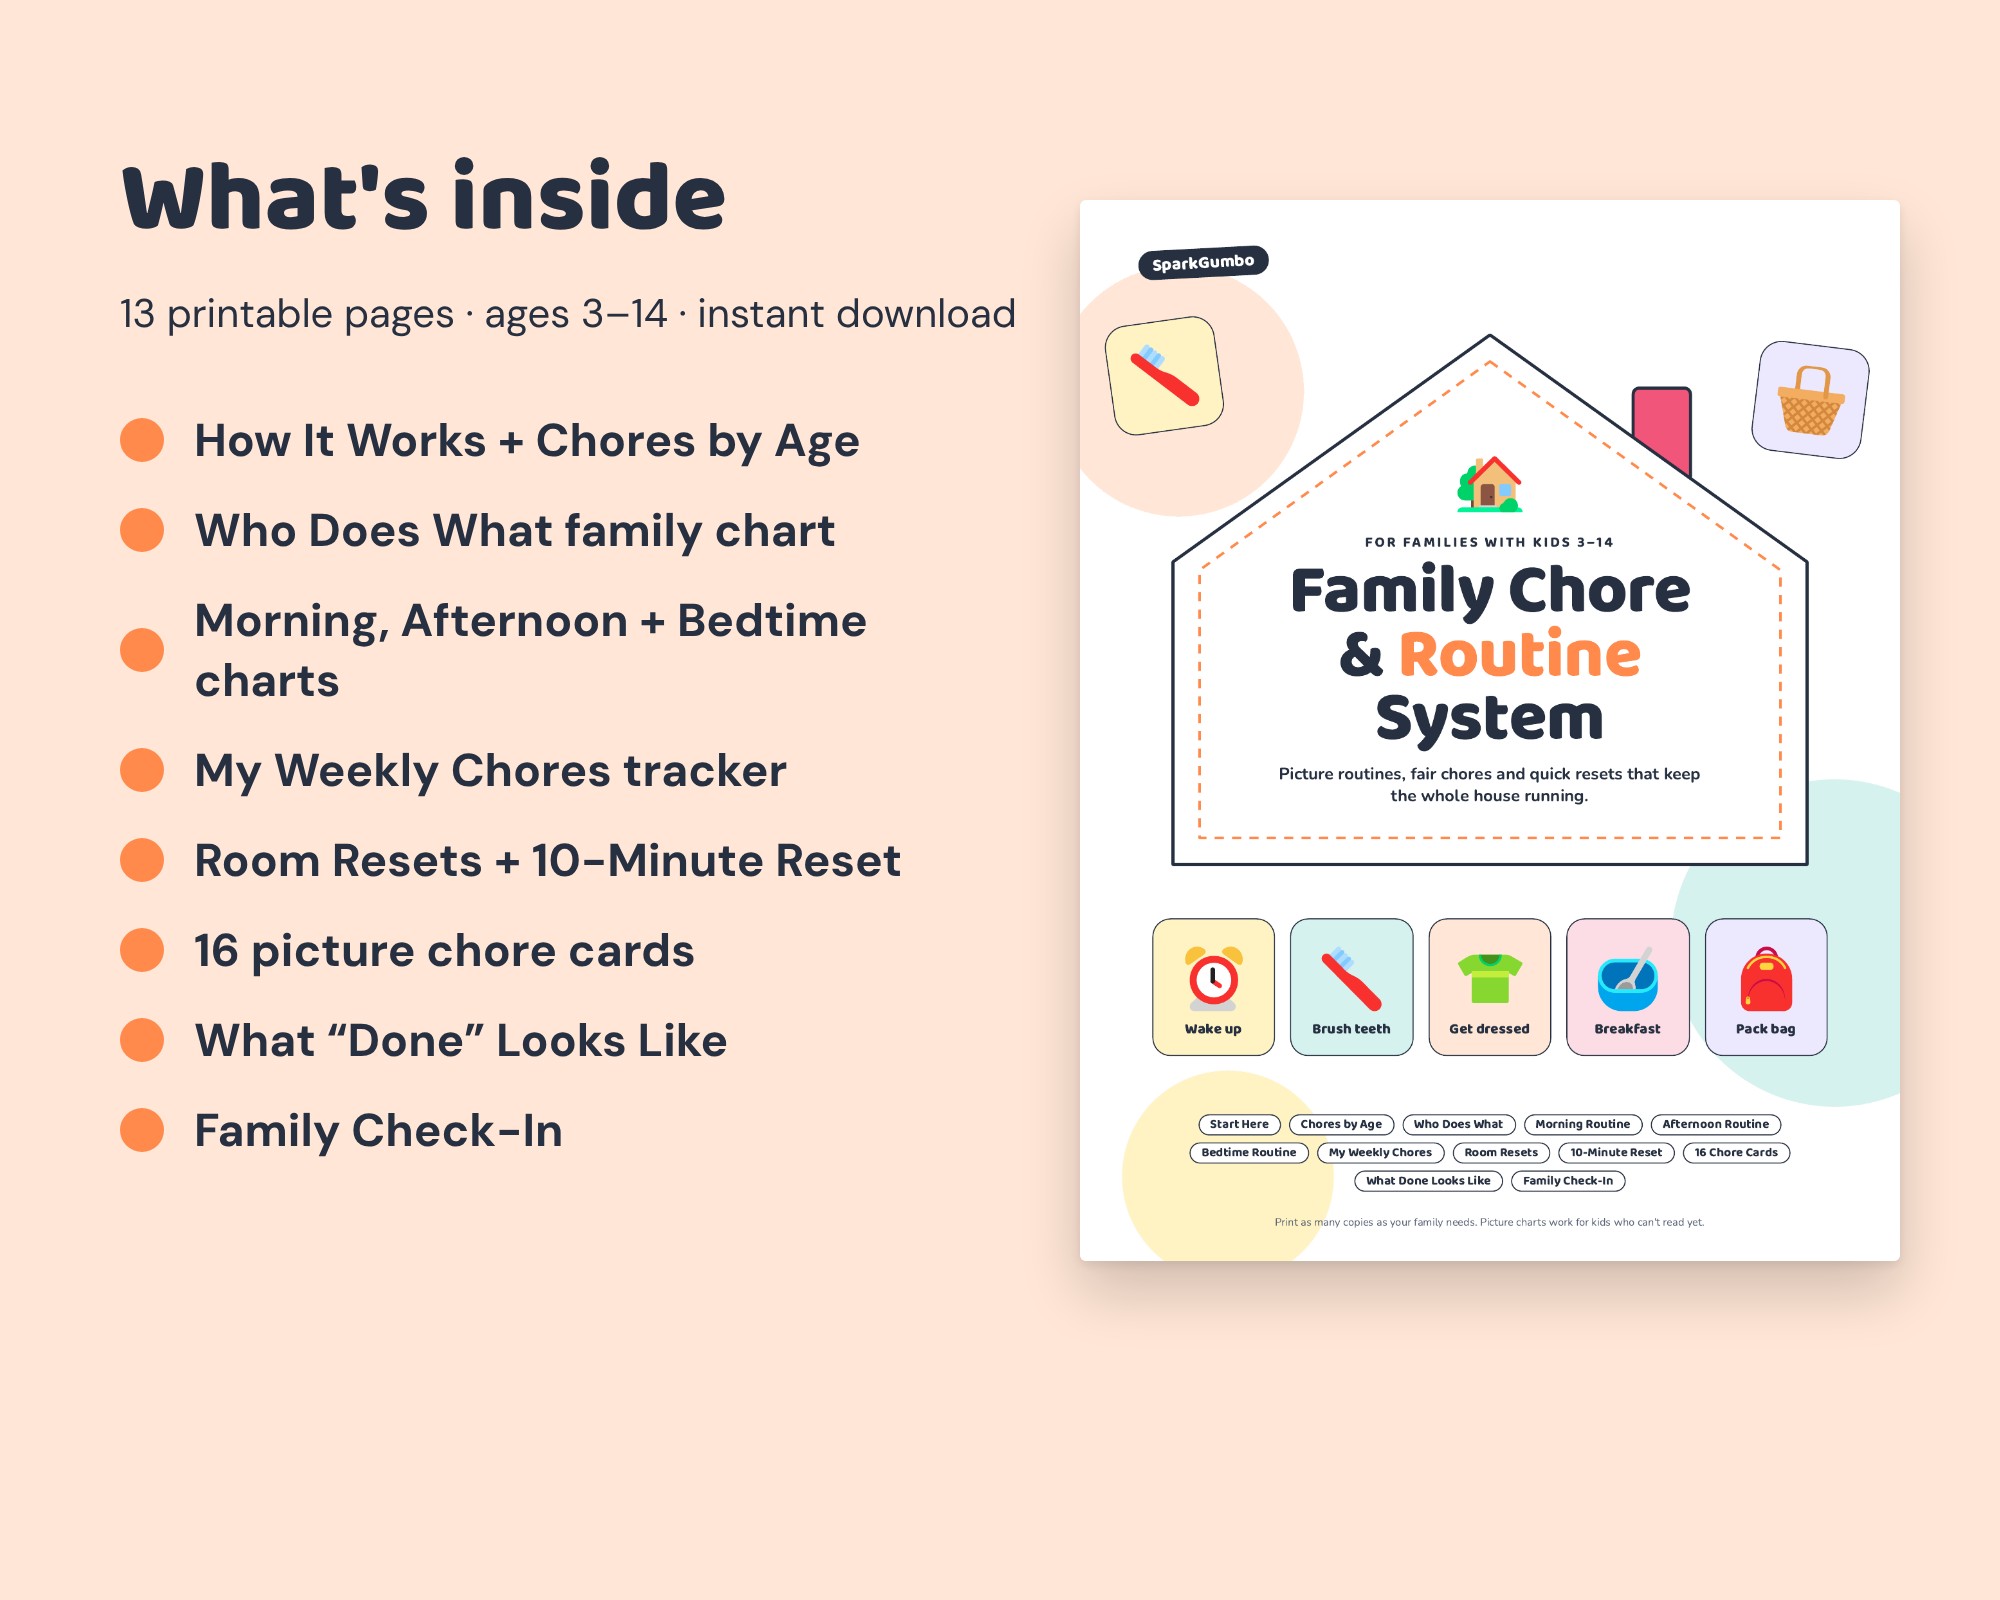 What's inside
13 printable pages · ages 3–14 · instant download
How It Works + Chores by Age
Who Does What family chart
Morning, Afternoon + Bedtime
charts
My Weekly Chores tracker
Room Resets + 10-Minute Reset
16 picture chore cards
What “Done” Looks Like
Family Check-In
SparkGumbo
FOR FAMILIES WITH KIDS 3–14
Family Chore
& Routine
System
Picture routines, fair chores and quick resets that keep
the whole house running.
Wake up Brush teeth Get dressed Breakfast Pack bag
Start Here Chores by Age Who Does What Morning Routine Afternoon Routine
Bedtime Routine My Weekly Chores Room Resets 10-Minute Reset 16 Chore Cards
What Done Looks Like Family Check-In
Print as many copies as your family needs. Picture charts work for kids who can't read yet.